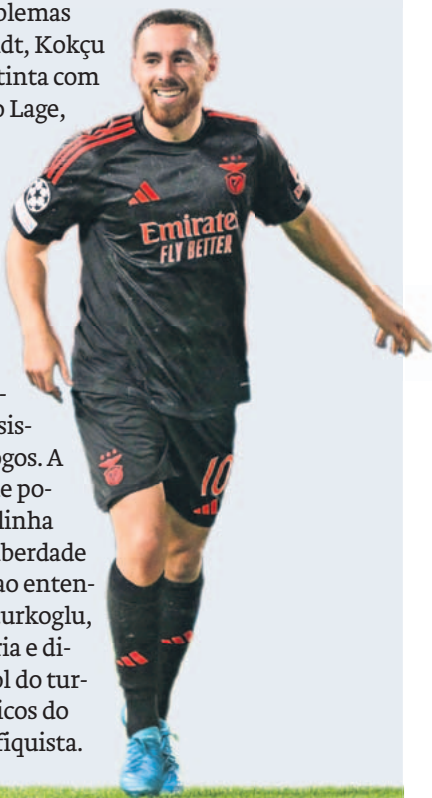 blemas
dt, Kokçu
tinta com
o Lage,
-
sis-
ogos. A
e po-
linha
berdade
ao enten-
urkoglu,
ria e di-
ol do tur-
icos do
fiquista.
Emirates
FLY BETTER
10